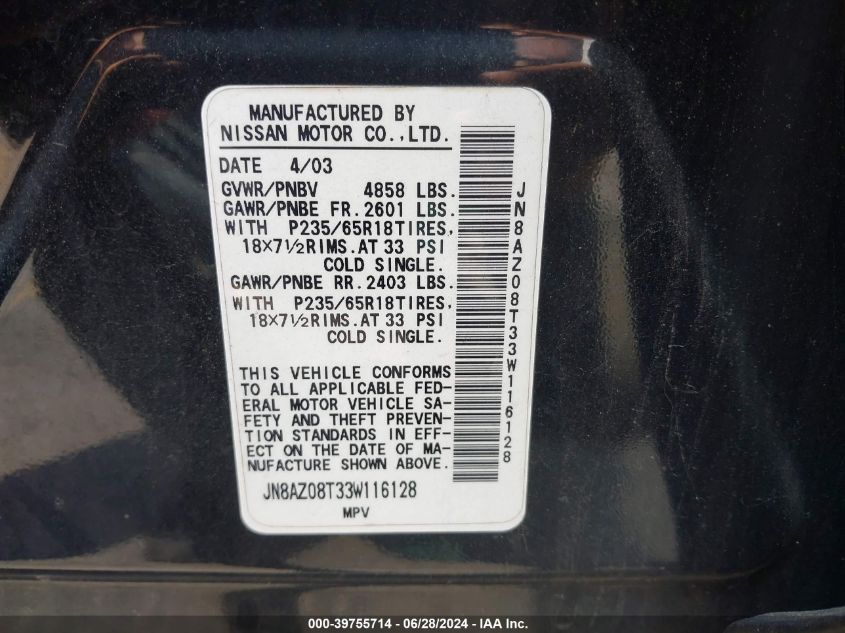 MANUFACTURED BY
NISSAN MOTOR CO.,LTD.
DATE 4/03
GVWR/PNBV 4858 LBS.
GAWR/PNBE FR. 2601 LBS.
WITH P235/65R18TIRES,
18×7½RIMS.AT 33 PSI
COLD SINGLE.
GAWR/PNBE RR. 2403 LBS.
WITH P235/65R18TIRES,
18×7½RIMS.AT 33 PSI
COLD SINGLE.
THIS VEHICLE CONFORMS
TO ALL APPLICABLE FED-
ERAL MOTOR VEHICLE SA-
FETY AND THEFT PREVEN-
TION STANDARDS IN EFF-
ECT ON THE DATE OF MA-
NUFACTURE SHOWN ABOVE.
JN8AZ08T33W116128
MPV
JN8AZ08T33W116128
000-39755714 - 06/28/2024 - IAA Inc.